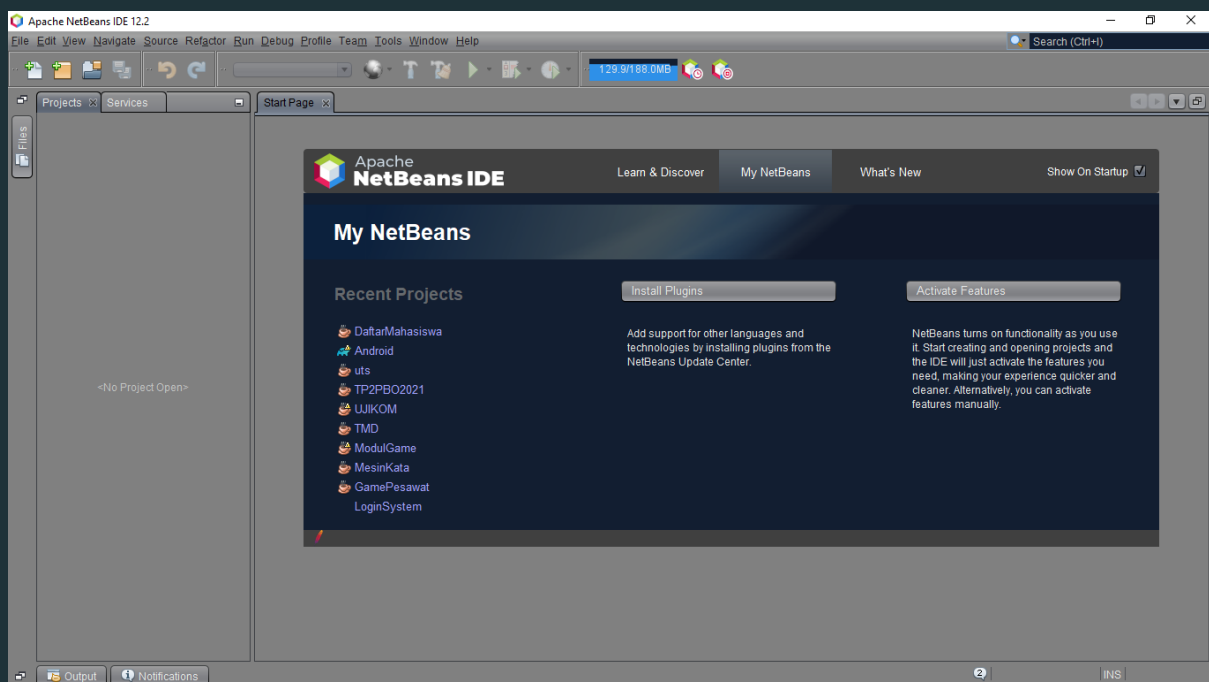 Apache NetBeans IDE 12.2
File Edit View Navigate Source Refactor Run Debug Profile Team Tools Window Help
Search (Ctrl+I)
129.9/188.0MB
Projects
Services
Start Page
Files
<No Project Open>
Apache
NetBeans IDE
Learn & Discover
My NetBeans
What's New
Show On Startup
My NetBeans
Recent Projects
DaftarMahasiswa
Android
uts
TP2PBO2021
UJIKOM
TMD
ModulGame
MesinKata
GamePesawat
LoginSystem
Install Plugins
Add support for other languages and
technologies by installing plugins from the
NetBeans Update Center.
Activate Features
NetBeans turns on functionality as you use
it. Start creating and opening projects and
the IDE will just activate the features you
need, making your experience quicker and
cleaner. Alternatively, you can activate
features manually.
Output
Notifications
2
INS